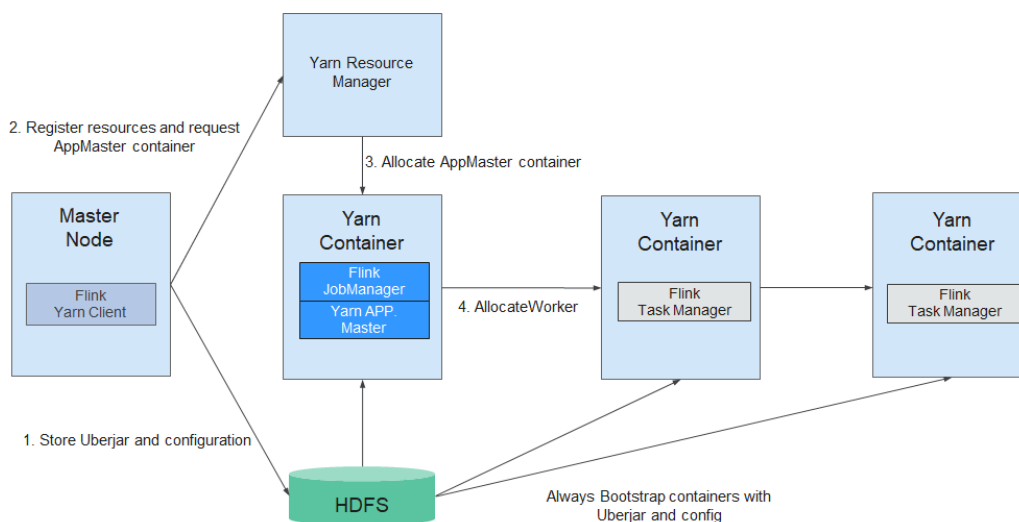 Yarn Resource
Manager
2. Register resources and request
AppMaster container
3. Allocate AppMaster container
Master
Node
Flink
Yarn Client
Yarn
Container
Flink
JobManager
Yarn APP.
Master
4. AllocateWorker
Yarn
Container
Flink
Task Manager
Yarn
Container
Flink
Task Manager
1. Store Uberjar and configuration
HDFS
Always Bootstrap containers with
Uberjar and config